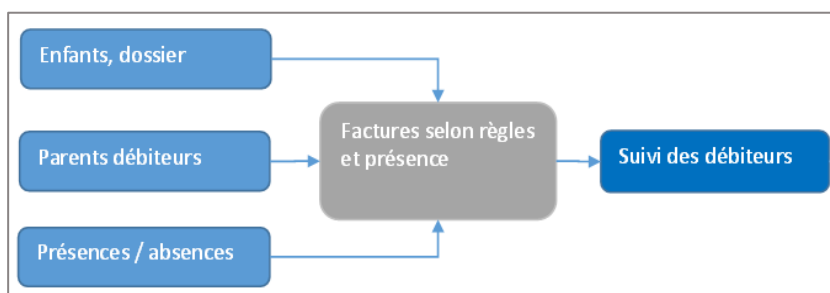 Enfants, dossier
Parents débiteurs
Présences / absences
Factures selon règles
et présence
Suivi des débiteurs